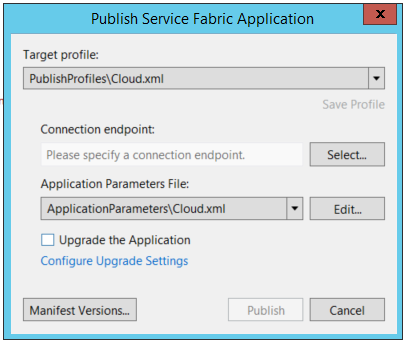 Publish Service Fabric Application
x
Target profile:
PublishProfiles\Cloud.xml
Save Profile
Connection endpoint:
Please specify a connection endpoint.
Select...
Application Parameters File:
ApplicationParameters\Cloud.xml
Edit...
Upgrade the Application
Configure Upgrade Settings
Manifest Versions...
Publish
Cancel